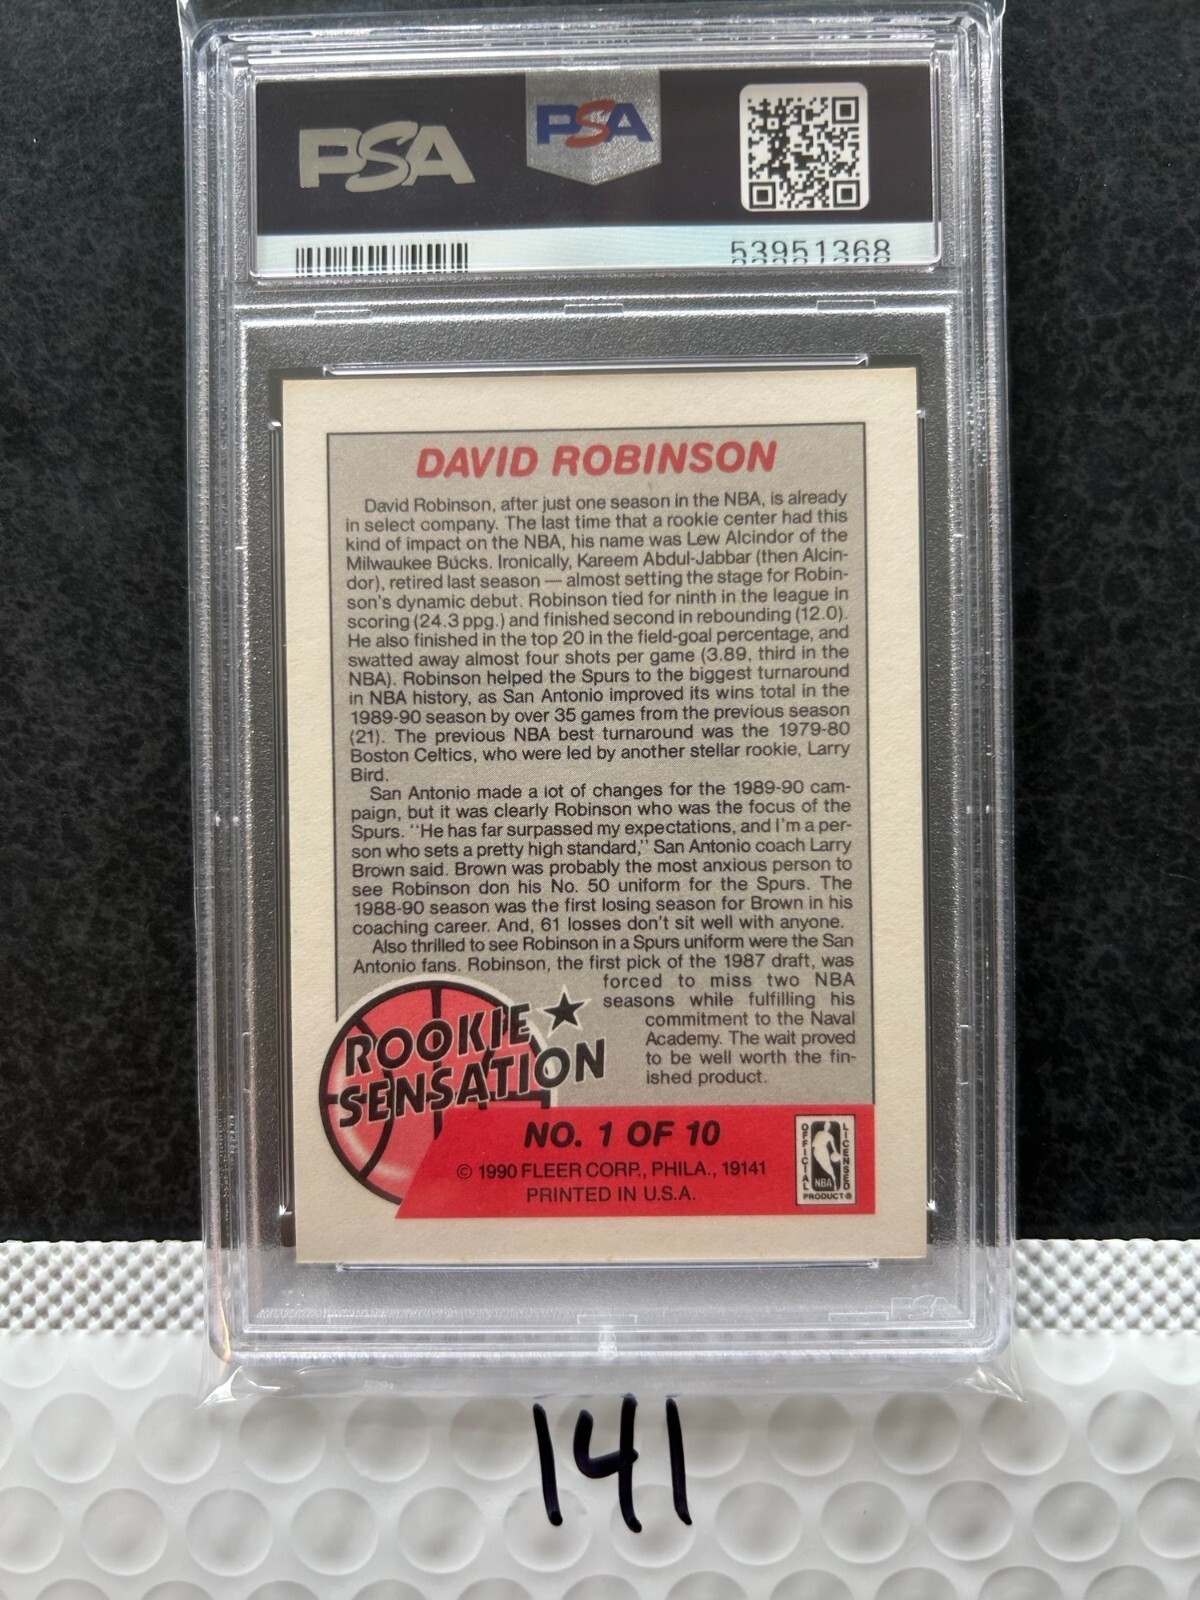 PSA
PSA
53951368
DAVID ROBINSON
David Robinson, after just one season in the NBA, is already
in select company. The last time that a rookie center had this
kind of impact on the NBA, his name was Lew Alcindor of the
Milwaukee Bucks. Ironically, Kareem Abdul-Jabbar (then Alcin-
dor), retired last season — almost setting the stage for Robin-
son's dynamic debut. Robinson tied for ninth in the league in
scoring (24.3 ppg.) and finished second in rebounding (12.0).
He also finished in the top 20 in the field-goal percentage, and
swatted away almost four shots per game (3.89, third in the
NBA). Robinson helped the Spurs to the biggest turnaround
in NBA history, as San Antonio improved its wins total in the
1989-90 season by over 35 games from the previous season
(21). The previous NBA best turnaround was the 1979-80
Boston Celtics, who were led by another stellar rookie, Larry
Bird.
San Antonio made a lot of changes for the 1989-90 cam-
paign, but it was clearly Robinson who was the focus of the
Spurs. "He has far surpassed my expectations, and I'm a per-
son who sets a pretty high standard," San Antonio coach Larry
Brown said. Brown was probably the most anxious person to
see Robinson don his No. 50 uniform for the Spurs. The
1988-90 season was the first losing season for Brown in his
coaching career. And, 61 losses don't sit well with anyone.
Also thrilled to see Robinson in a Spurs uniform were the San
Antonio fans. Robinson, the first pick of the 1987 draft, was
forced to miss two NBA
seasons while fulfilling his
commitment to the Naval
Academy. The wait proved
to be well worth the fin-
ished product.
ROOKIE
SENSATION
NO. 1 OF 10
© 1990 FLEER CORP., PHILA., 19141
PRINTED IN U.S.A.
OFFICIAL
LICENSED
NBA
PRODUCT ®
PSA
141